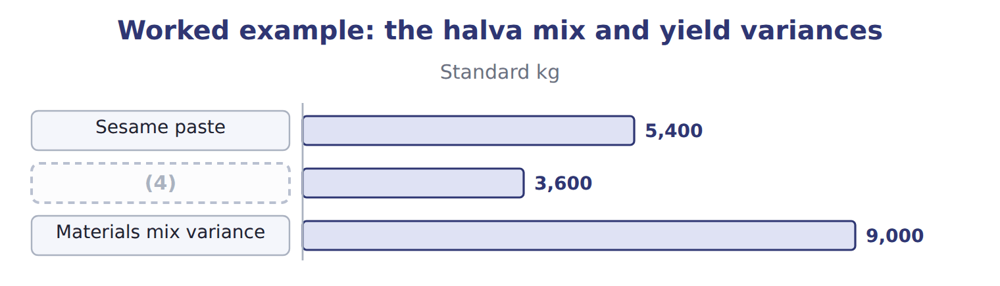 Worked example: the halva mix and yield variances
Standard kg
Sesame paste
5,400
(4)
3,600
Materials mix variance
9,000